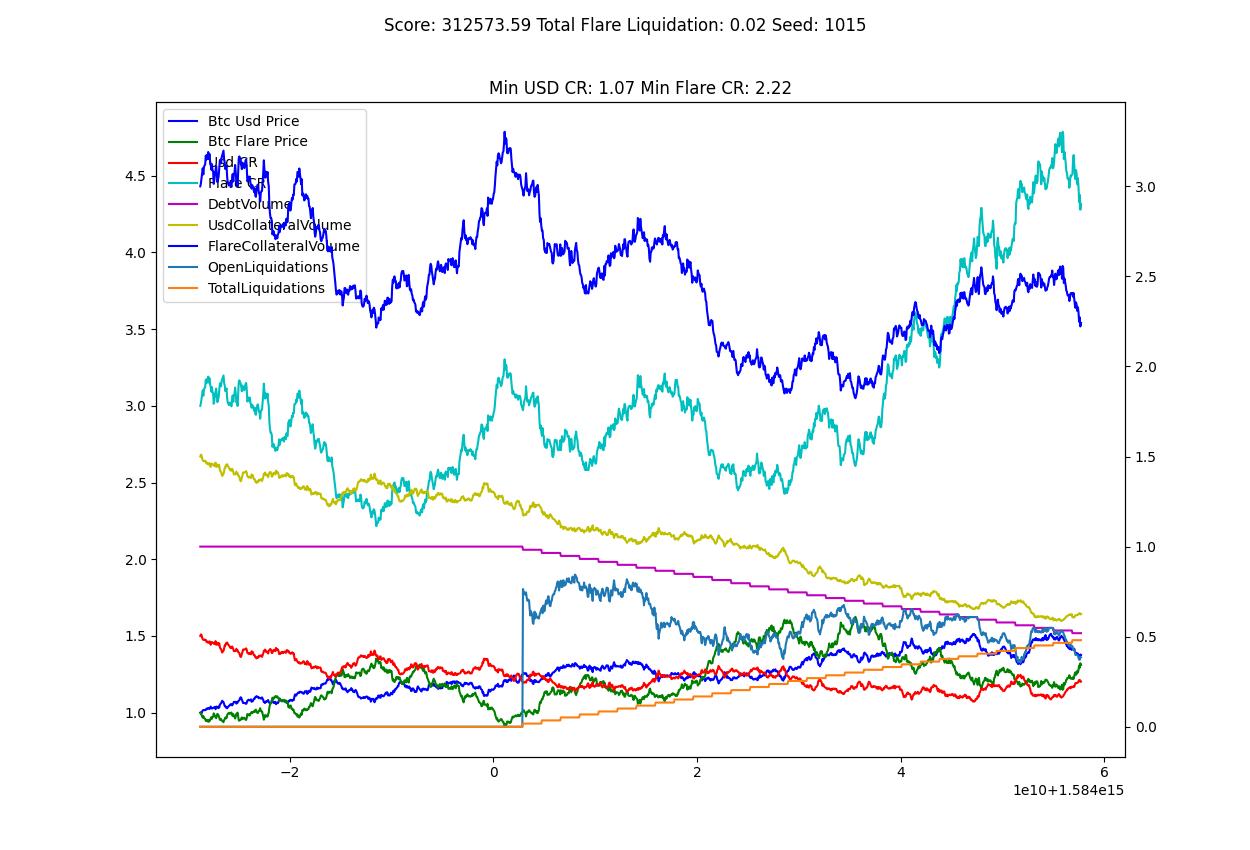 Score: 312573.59 Total Flare Liquidation: 0.02 Seed: 1015
Min USD CR: 1.07 Min Flare CR: 2.22
Btc Usd Price
Btc Flare Price
Usd CR
Flare CR
DebtVolume
UsdCollateralVolume
FlareCollateralVolume
OpenLiquidations
TotalLiquidations
4.5
4.0
3.5
3.0
2.5
2.0
1.5
1.0
3.0
2.5
2.0
1.5
1.0
0.5
0.0
−2
0
2
4
6
1e10+1.584e15